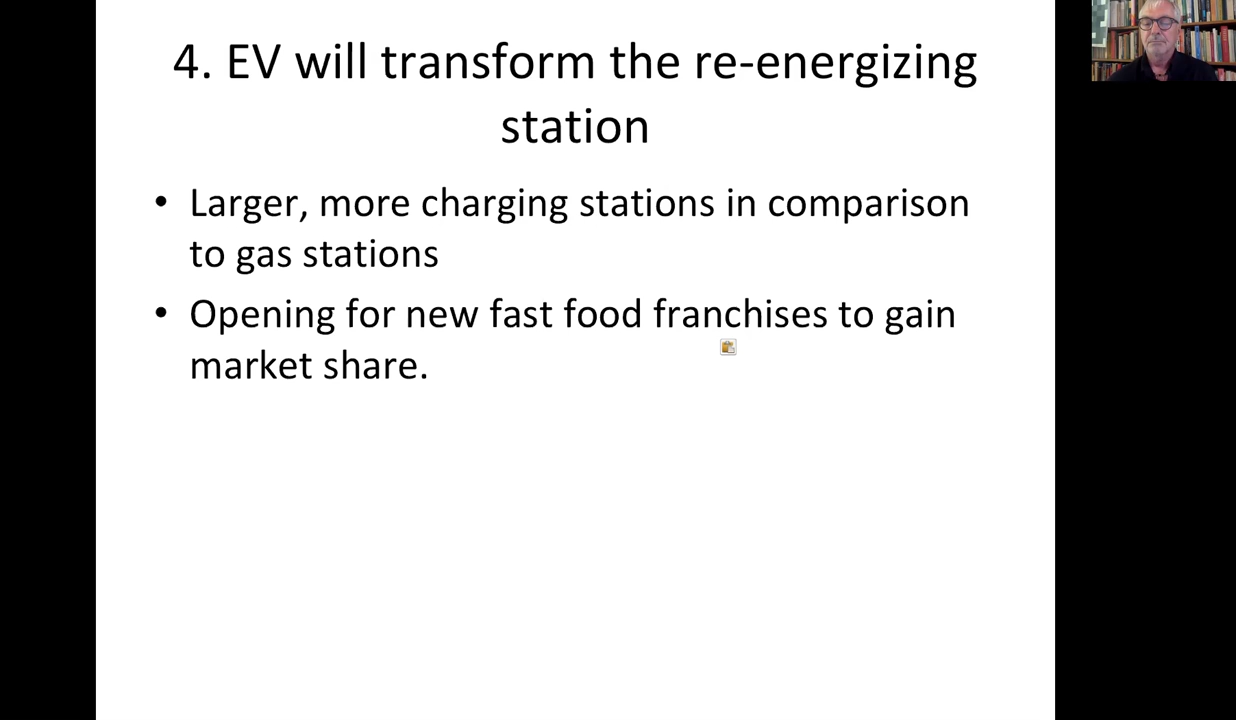 4. EV will transform the re-energizing
station
• Larger, more charging stations in comparison
to gas stations
• Opening for new fast food franchises to gain
market share.